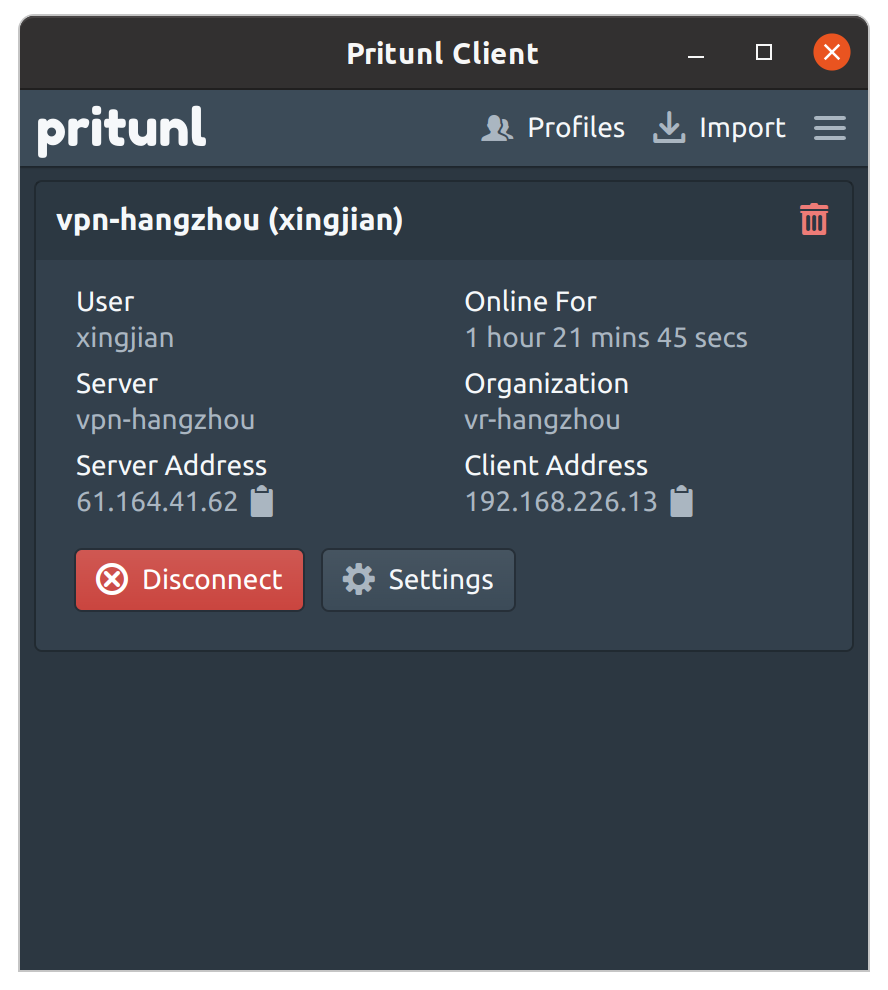 Pritunl Client
pritunl
Profiles
Import
vpn-hangzhou (xingjian)
User
xingjian
Online For
1 hour 21 mins 45 secs
Server
vpn-hangzhou
Organization
vr-hangzhou
Server Address
61.164.41.62
Client Address
192.168.226.13
Disconnect
Settings